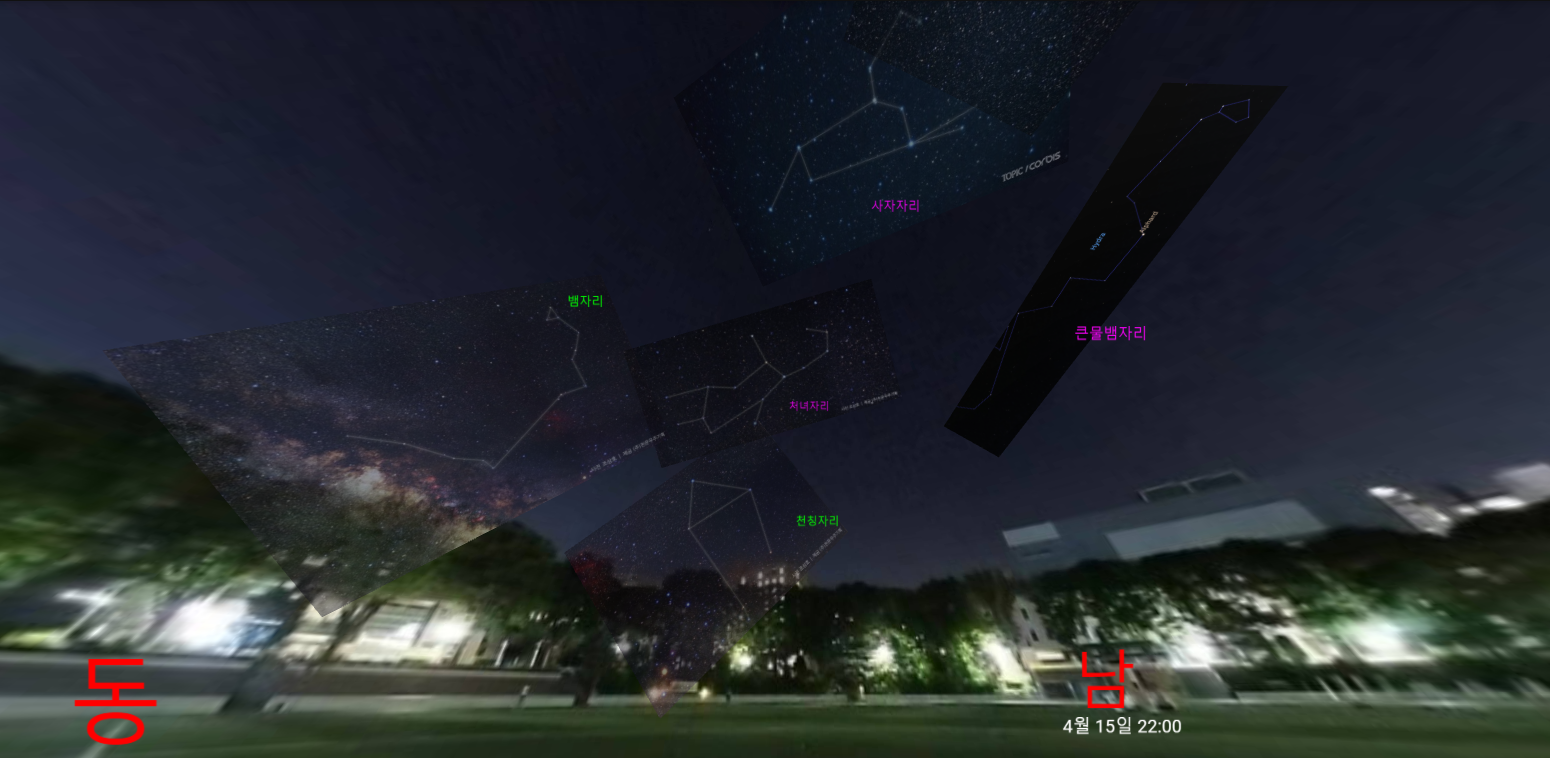 TOPIC / CORBIS
사자자리
Alphard
Hydra
뱀자리
큰물뱀자리
처녀자리
천칭자리
동
남
4월 15일 22:00